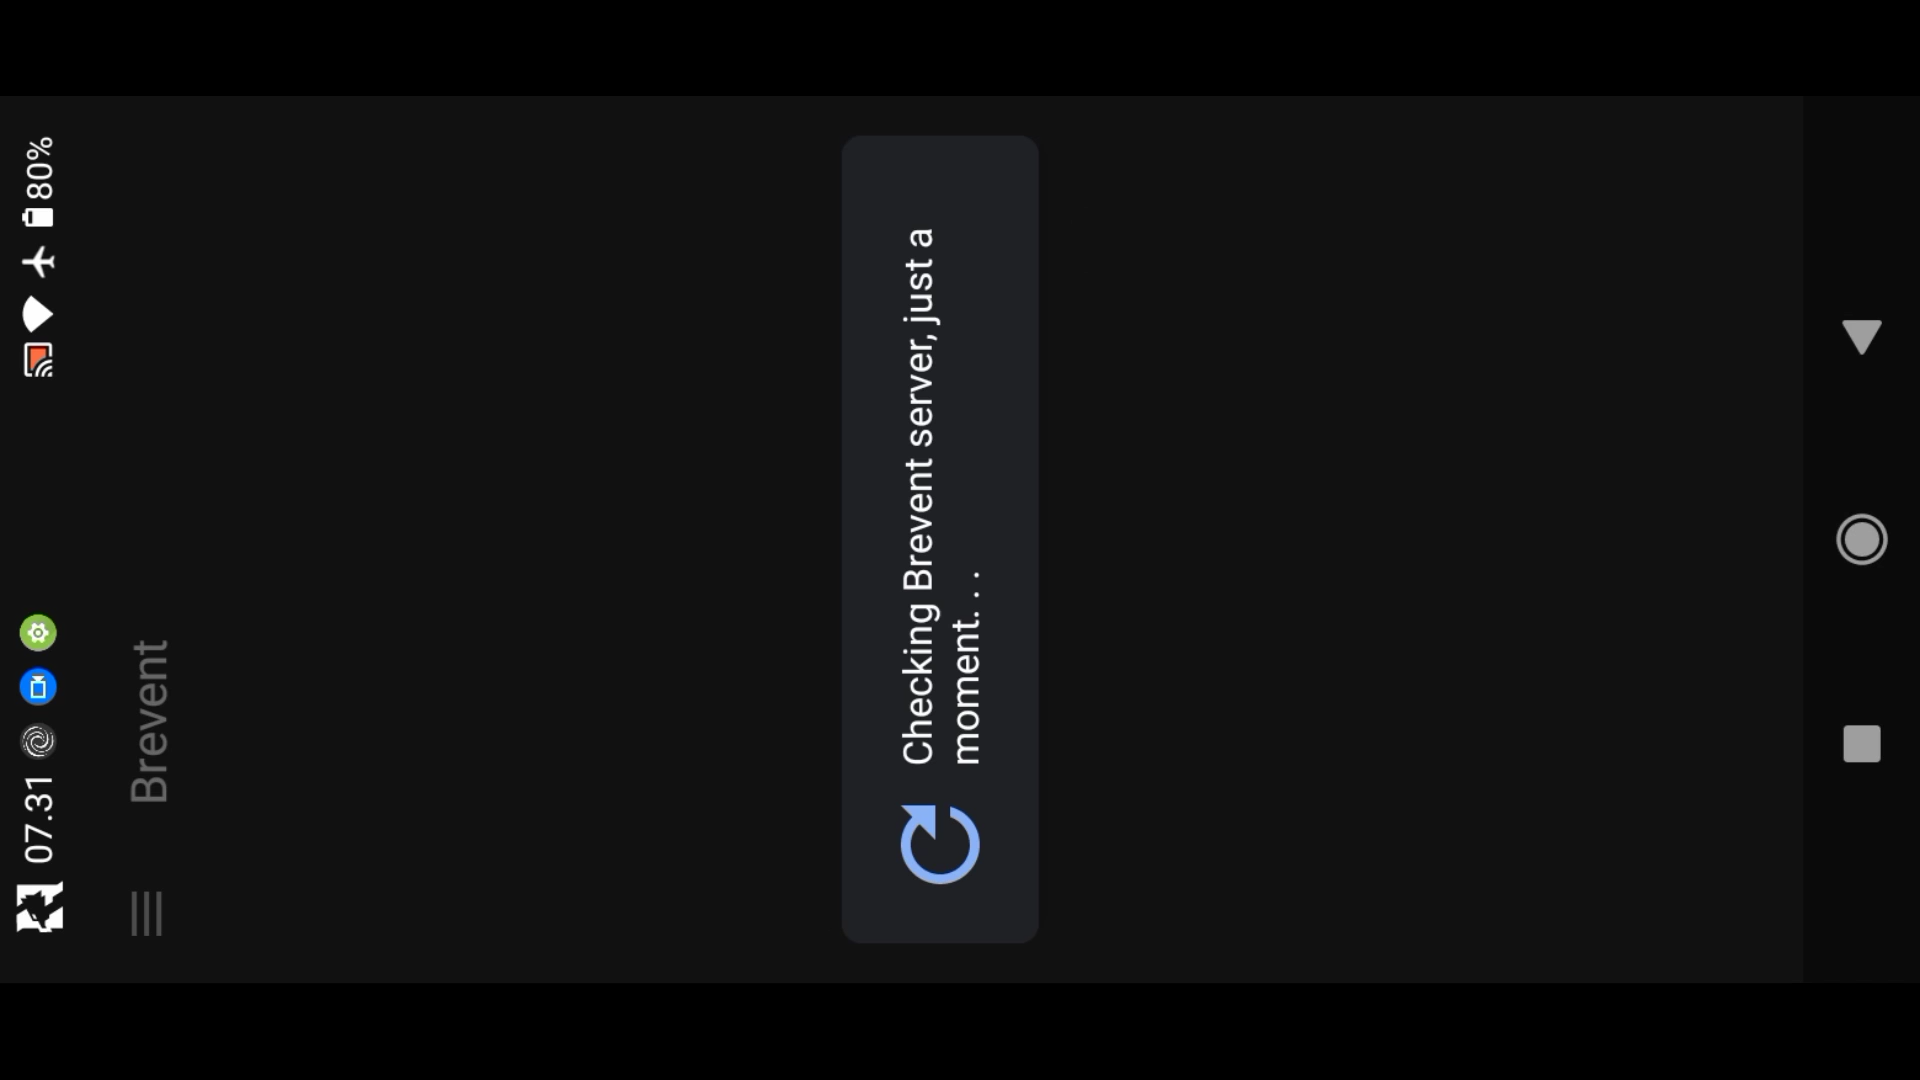 07.31 80%
Brevent
Checking Brevent server, just a
moment. . .